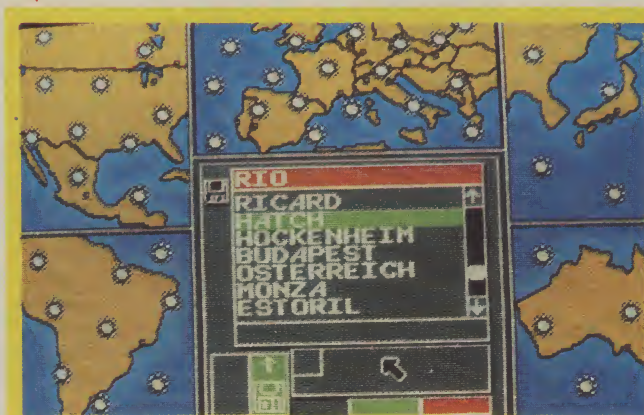 RIO
RICARD
HATCH
HOCKENHEIM
BUDAPEST
OSTERREICH
MONZA
ESTORIL